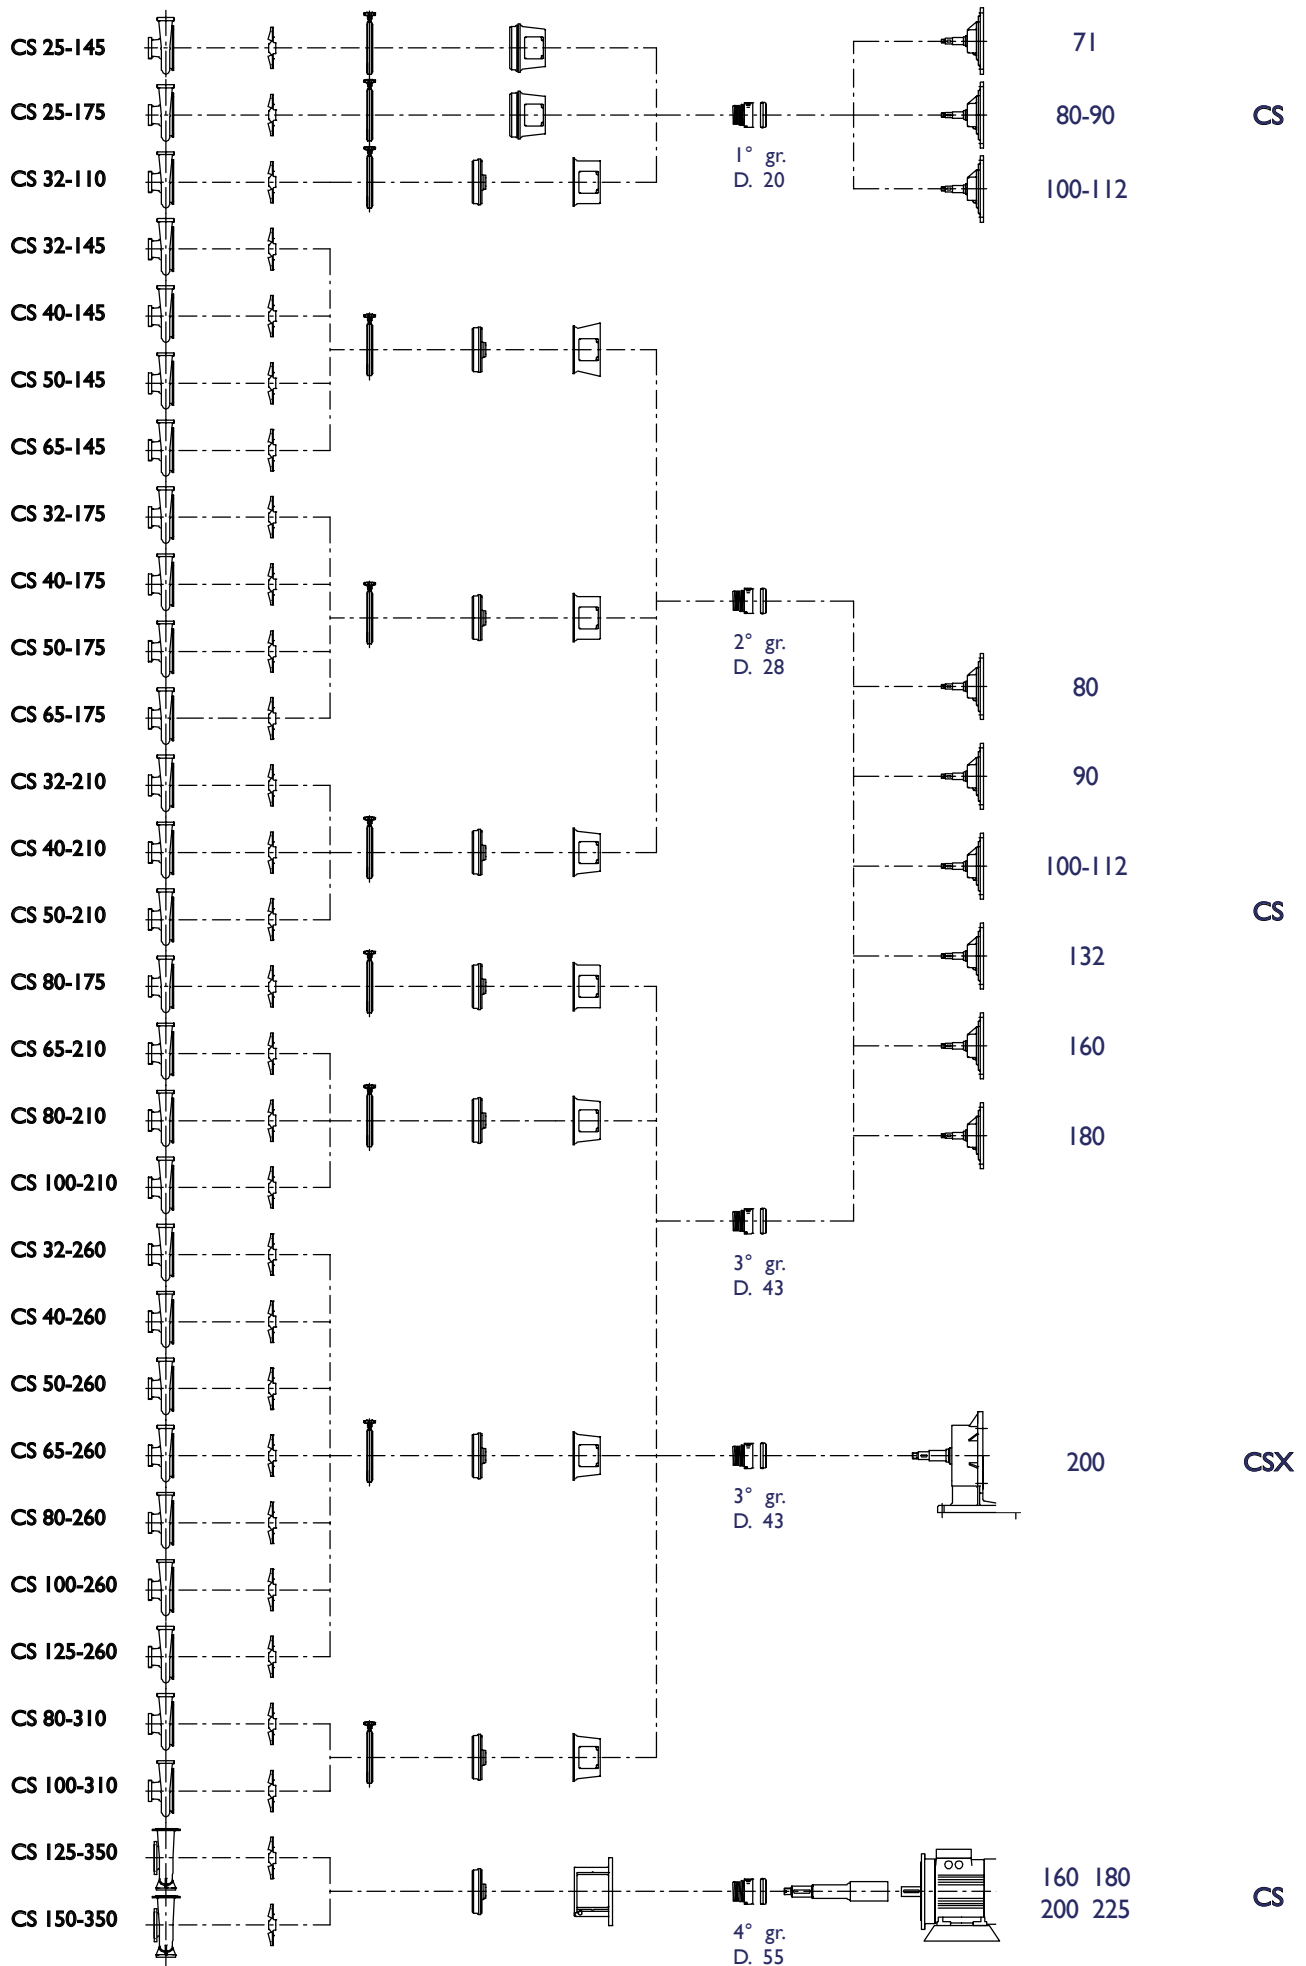 CS 25-145
71
CS 25-175
80-90
CS
1° gr.
D. 20
CS 32-110
100-112
CS 32-145
CS 40-145
CS 50-145
CS 65-145
CS 32-175
CS 40-175
CS 50-175
2° gr.
D. 28
80
CS 65-175
CS 32-210
90
CS 40-210
100-112
CS 50-210
CS
132
CS 80-175
CS 65-210
160
CS 80-210
180
CS 100-210
CS 32-260
3° gr.
D. 43
CS 40-260
CS 50-260
CS 65-260
200
CSX
3° gr.
D. 43
CS 80-260
CS 100-260
CS 125-260
CS 80-310
CS 100-310
CS 125-350
160 180
200 225
CS
CS 150-350
4° gr.
D. 55